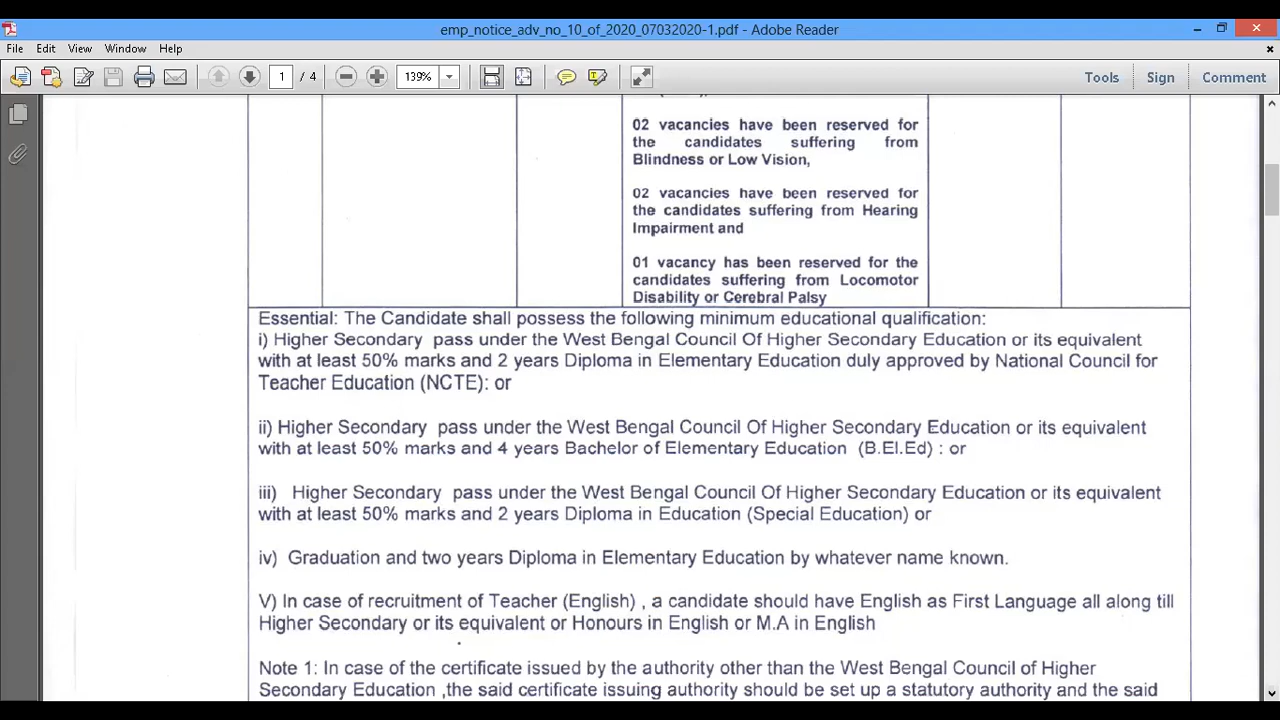 emp_notice_adv_no_10_of_2020_07032020-1.pdf - Adobe Reader
File Edit View Window Help
1 / 4 139% Tools Sign Comment
02 vacancies have been reserved for
the candidates suffering from
Blindness or Low Vision,
02 vacancies have been reserved for
the candidates suffering from Hearing
Impairment and
01 vacancy has been reserved for the
candidates suffering from Locomotor
Disability or Cerebral Palsy
Essential: The Candidate shall possess the following minimum educational qualification:
i) Higher Secondary pass under the West Bengal Council Of Higher Secondary Education or its equivalent
with at least 50% marks and 2 years Diploma in Elementary Education duly approved by National Council for
Teacher Education (NCTE): or
ii) Higher Secondary pass under the West Bengal Council Of Higher Secondary Education or its equivalent
with at least 50% marks and 4 years Bachelor of Elementary Education (B.El.Ed) : or
iii) Higher Secondary pass under the West Bengal Council Of Higher Secondary Education or its equivalent
with at least 50% marks and 2 years Diploma in Education (Special Education) or
iv) Graduation and two years Diploma in Elementary Education by whatever name known.
V) In case of recruitment of Teacher (English) , a candidate should have English as First Language all along till
Higher Secondary or its equivalent or Honours in English or M.A in English
Note 1: In case of the certificate issued by the authority other than the West Bengal Council of Higher
Secondary Education ,the said certificate issuing authority should be set up a statutory authority and the said